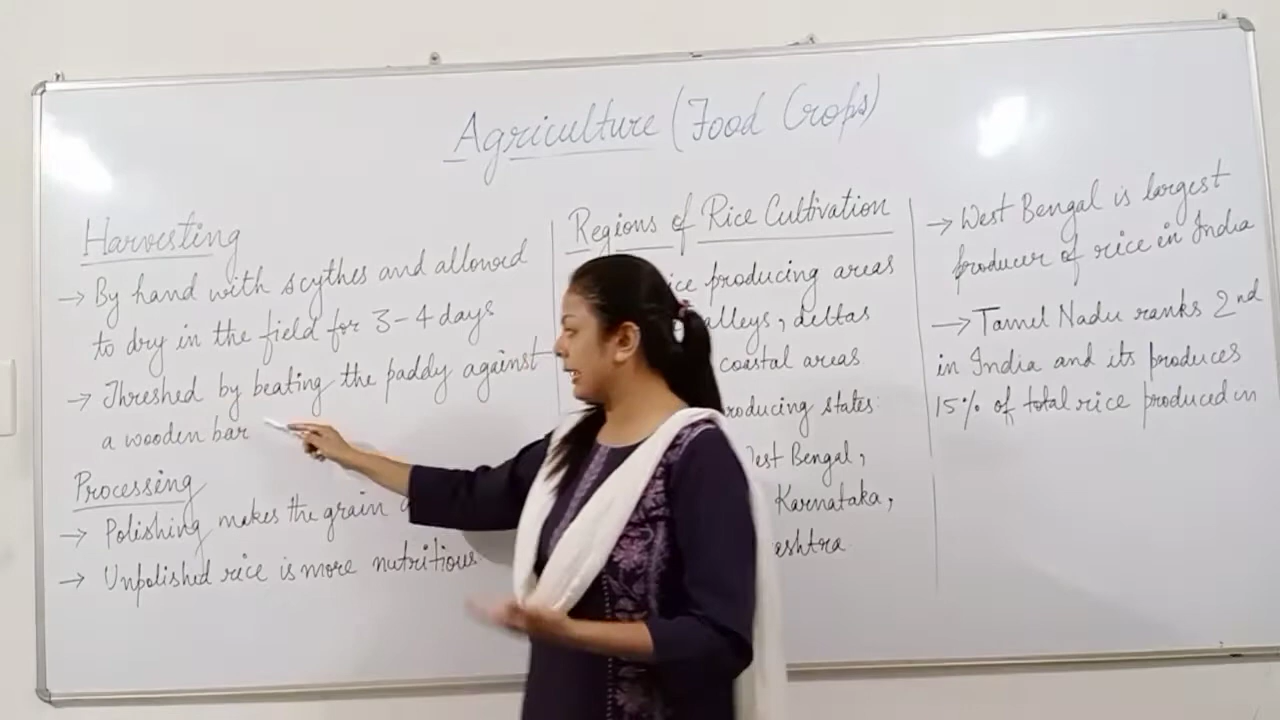 Agriculture (Food Crops)
Harvesting
→ By hand with scythes and allowed
to dry in the field for 3-4 days
→ Threshed by beating the paddy against
a wooden bar
Processing
→ Polishing makes the grain
→ Unpolished rice is more nutritious
Regions of Rice Cultivation
producing areas
deltas
coastal areas
states:
Bengal,
Karnataka,
→ West Bengal is largest
producer of rice in India
→ Tamil Nadu ranks 2nd
in India and its produces
15% of total rice produced in